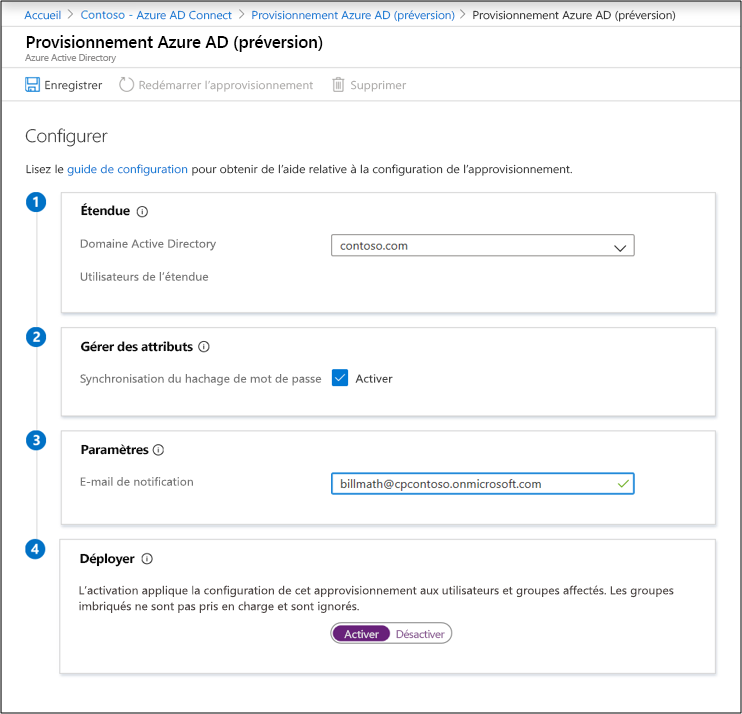 Accueil > Contoso - Azure AD Connect > Provisionnement Azure AD (préversion) > Provisionnement Azure AD (préversion)
Provisionnement Azure AD (préversion)
Azure Active Directory
Enregistrer Redémarrer l'approvisionnement Supprimer
Configurer
Lisez le guide de configuration pour obtenir de l'aide relative à la configuration de l'approvisionnement.
1 Étendue
Domaine Active Directory contoso.com
Utilisateurs de l'étendue
2 Gérer des attributs
Synchronisation du hachage de mot de passe Activer
3 Paramètres
E-mail de notification billmath@cpcontoso.onmicrosoft.com
4 Déployer
L'activation applique la configuration de cet approvisionnement aux utilisateurs et groupes affectés. Les groupes
imbriqués ne sont pas pris en charge et sont ignorés.
Activer Désactiver